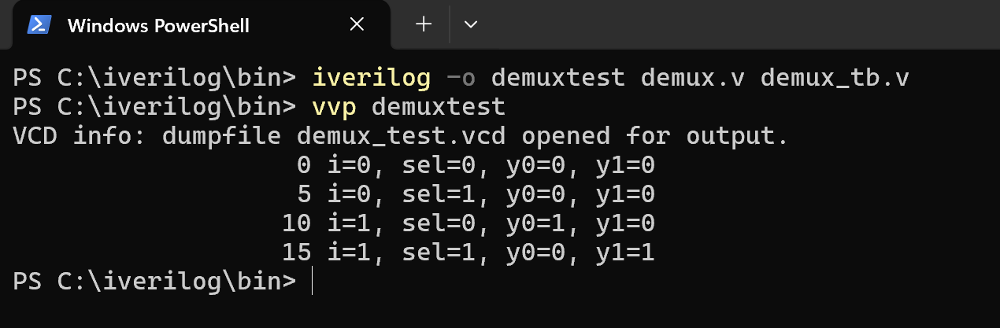 Windows PowerShell
PS C:\iverilog\bin> iverilog -o demuxtest demux.v demux_tb.v
PS C:\iverilog\bin> vvp demuxtest
VCD info: dumpfile demux_test.vcd opened for output.
                   0 i=0, sel=0, y0=0, y1=0
                   5 i=0, sel=1, y0=0, y1=0
                  10 i=1, sel=0, y0=1, y1=0
                  15 i=1, sel=1, y0=0, y1=1
PS C:\iverilog\bin>